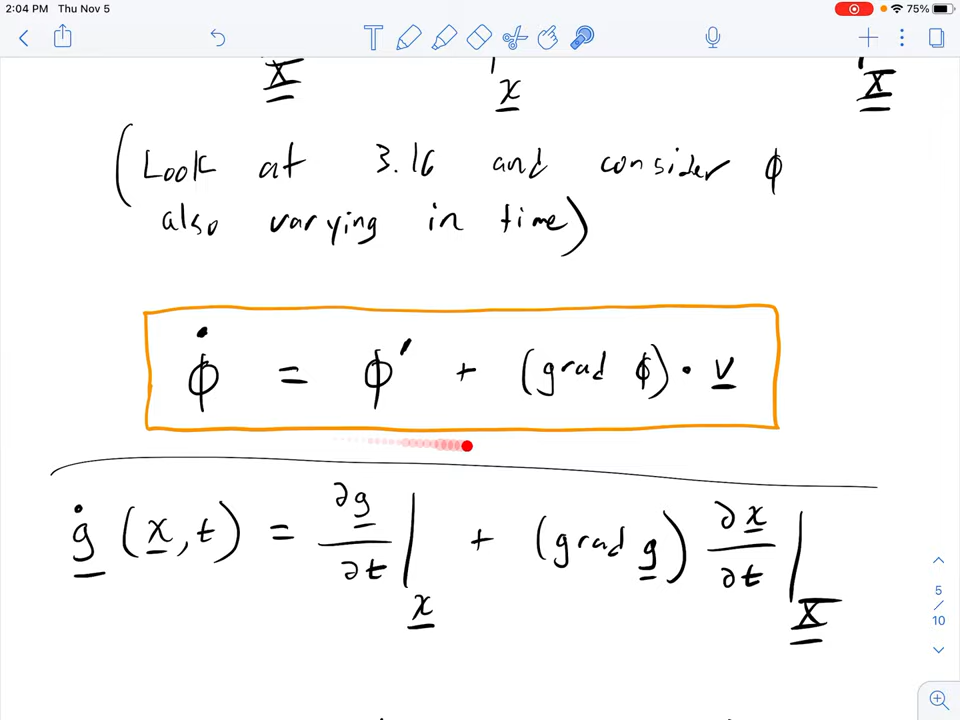 2:04 PM Thu Nov 5 75%
X x X
(Look at 3.16 and consider ϕ
also varying in time)
ϕ̇ = ϕ′ + (grad ϕ) · v
ġ (x, t) = ∂g/∂t |x + (grad g) ∂x/∂t |X
5
/
10